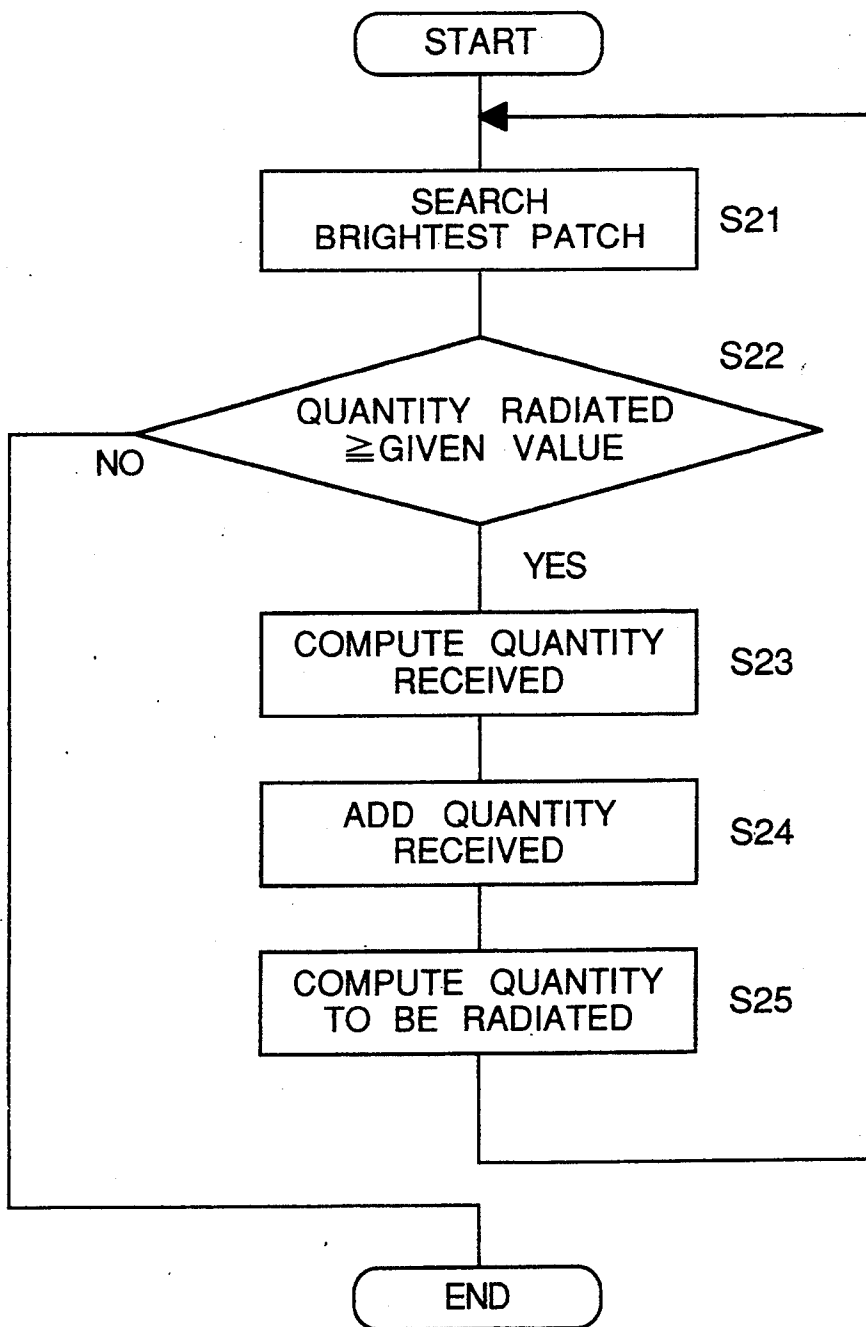 START
SEARCH
BRIGHTEST PATCH
S21
S22
QUANTITY RADIATED
≧GIVEN VALUE
NO
YES
COMPUTE QUANTITY
RECEIVED
S23
ADD QUANTITY
RECEIVED
S24
COMPUTE QUANTITY
TO BE RADIATED
S25
END